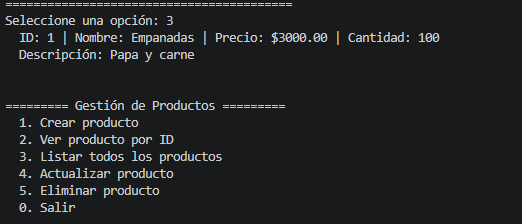 =========================================
Seleccione una opción: 3
ID: 1 | Nombre: Empanadas | Precio: $3000.00 | Cantidad: 100
Descripción: Papa y carne
========= Gestión de Productos =========
1. Crear producto
2. Ver producto por ID
3. Listar todos los productos
4. Actualizar producto
5. Eliminar producto
0. Salir